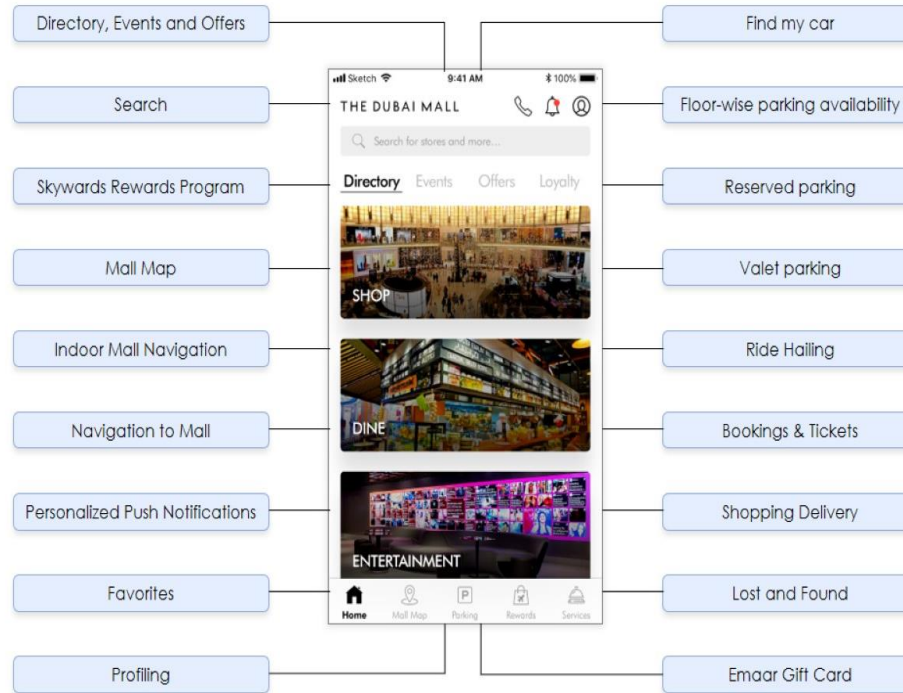 Directory, Events and Offers
Search
Skywards Rewards Program
Mall Map
Indoor Mall Navigation
Navigation to Mall
Personalized Push Notifications
Favorites
Profiling
Sketch 9:41 AM 100%
THE DUBAI MALL
Search for stores and more...
Directory Events Offers Loyalty
SHOP
DINE
ENTERTAINMENT
Home Mall Map Parking Rewards Services
Find my car
Floor-wise parking availability
Reserved parking
Valet parking
Ride Hailing
Bookings & Tickets
Shopping Delivery
Lost and Found
Emaar Gift Card